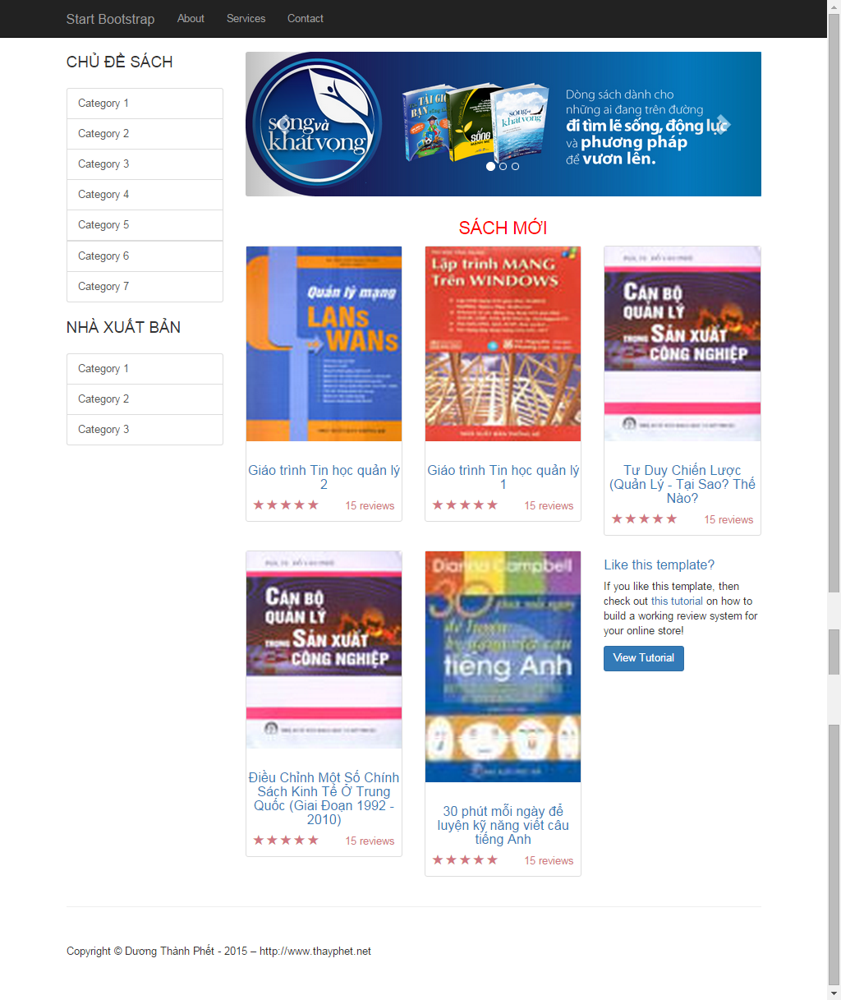 Start Bootstrap
About
Services
Contact
CHỦ ĐỀ SÁCH
Category 1
Category 2
Category 3
Category 4
Category 5
Category 6
Category 7
NHÀ XUẤT BẢN
Category 1
Category 2
Category 3
sóng và
khát vọng
TÀI GIỎI
BẠN
SỐNG
sóng và
khát vọng
Dòng sách dành cho
những ai đang trên đường
đi tìm lẽ sống, động lực
và phương pháp
để vươn lên.
SÁCH MỚI
Quản lý mạng
LANs
WANs
Giáo trình Tin học quản lý
2
★★★★★ 15 reviews
Lập trình MẠNG
Trên WINDOWS
Giáo trình Tin học quản lý
1
★★★★★ 15 reviews
CÁN BỘ
QUẢN LÝ
TRONG SẢN XUẤT
CÔNG NGHIỆP
Tư Duy Chiến Lược
(Quản Lý - Tại Sao? Thế
Nào?
★★★★★ 15 reviews
CÁN BỘ
QUẢN LÝ
TRONG SẢN XUẤT
CÔNG NGHIỆP
Điều Chỉnh Một Số Chính
Sách Kinh Tế Ở Trung
Quốc (Giai Đoạn 1992 -
2010)
★★★★★ 15 reviews
Dianna Campbell
30 phút mỗi ngày
tiếng Anh
30 phút mỗi ngày để
luyện kỹ năng viết câu
tiếng Anh
★★★★★ 15 reviews
Like this template?
If you like this template, then
check out this tutorial on how to
build a working review system for
your online store!
View Tutorial
Copyright © Dương Thành Phết - 2015 – http://www.thayphet.net